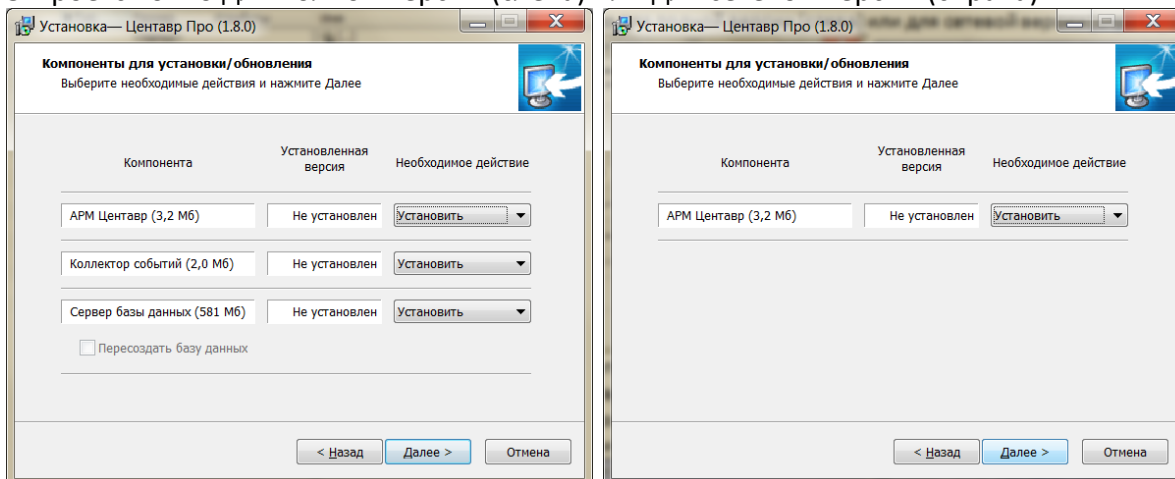 Установка— Центавр Про (1.8.0)
Компоненты для установки/обновления
Выберите необходимые действия и нажмите Далее
Компонента
Установленная
версия
Необходимое действие
АРМ Центавр (3,2 Мб)
Не установлен
Установить
Коллектор событий (2,0 Мб)
Не установлен
Установить
Сервер базы данных (581 Мб)
Не установлен
Установить
Пересоздать базу данных
< Назад
Далее >
Отмена
Установка— Центавр Про (1.8.0)
Компоненты для установки/обновления
Выберите необходимые действия и нажмите Далее
Компонента
Установленная
версия
Необходимое действие
АРМ Центавр (3,2 Мб)
Не установлен
Установить
< Назад
Далее >
Отмена